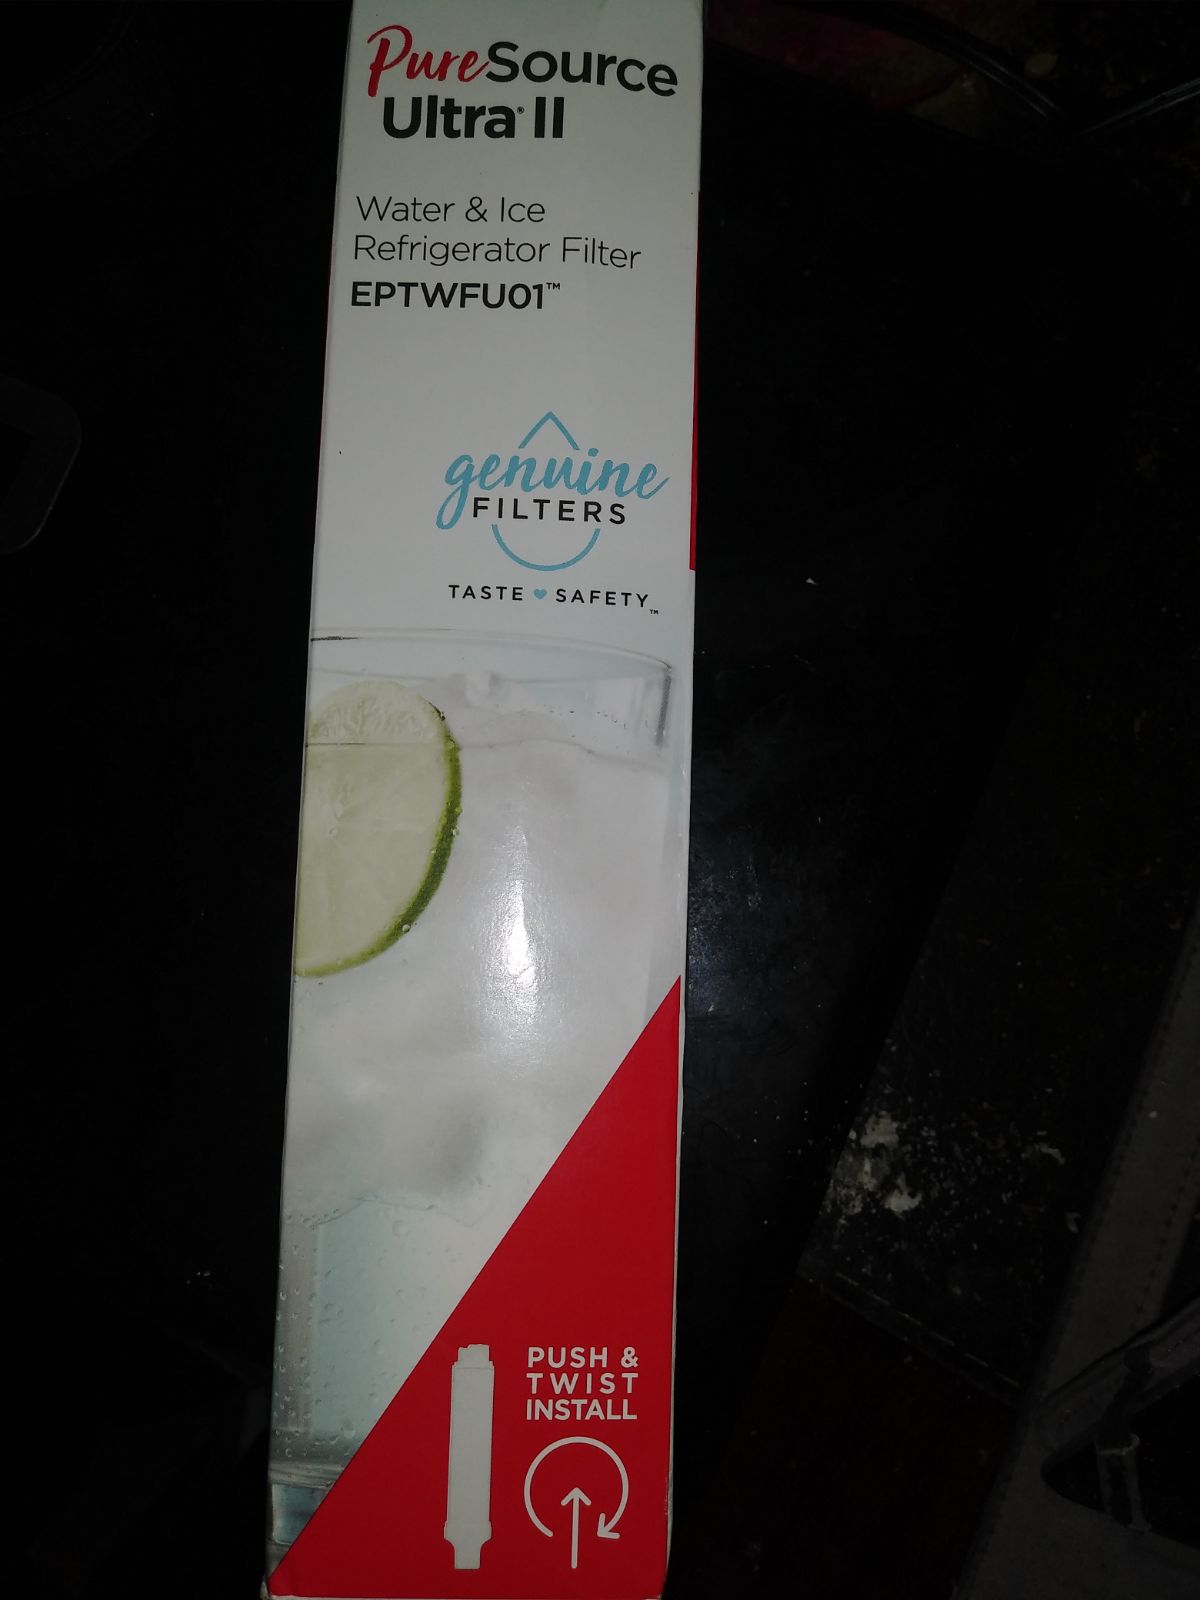 PureSource
Ultra® II
Water & Ice
Refrigerator Filter
EPTWFU01™
genuine
FILTERS
TASTE ♥ SAFETY™
PUSH &
TWIST
INSTALL